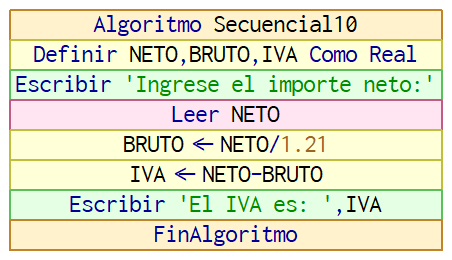 Algoritmo Secuencial10
Definir NETO,BRUTO,IVA Como Real
Escribir 'Ingrese el importe neto:'
Leer NETO
BRUTO ← NETO/1.21
IVA ← NETO-BRUTO
Escribir 'El IVA es: ',IVA
FinAlgoritmo